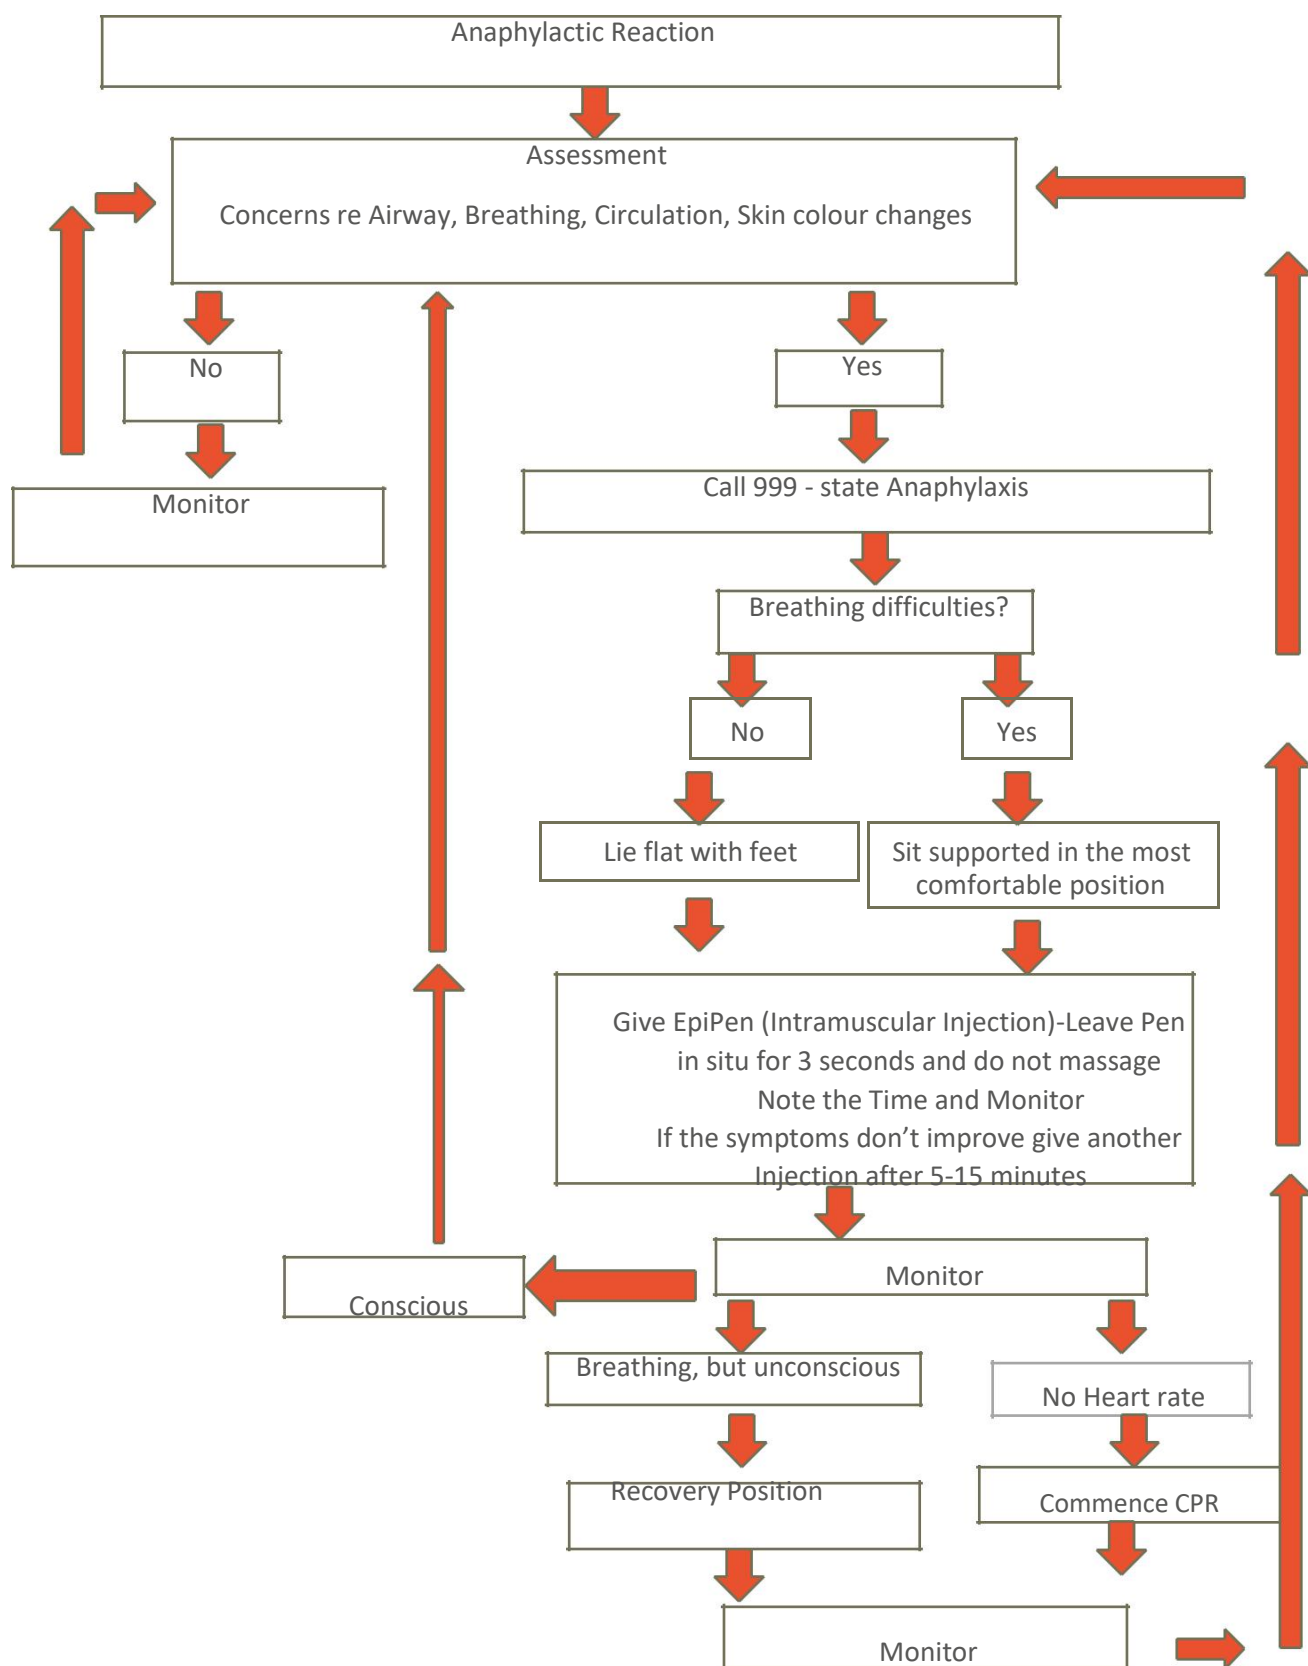 Anaphylactic Reaction
Assessment
Concerns re Airway, Breathing, Circulation, Skin colour changes
No
Yes
Monitor
Call 999 - state Anaphylaxis
Breathing difficulties?
No
Yes
Lie flat with feet
Sit supported in the most
comfortable position
Give EpiPen (Intramuscular Injection)-Leave Pen
in situ for 3 seconds and do not massage
Note the Time and Monitor
If the symptoms don’t improve give another
Injection after 5-15 minutes
Monitor
Conscious
Breathing, but unconscious
No Heart rate
Recovery Position
Commence CPR
Monitor